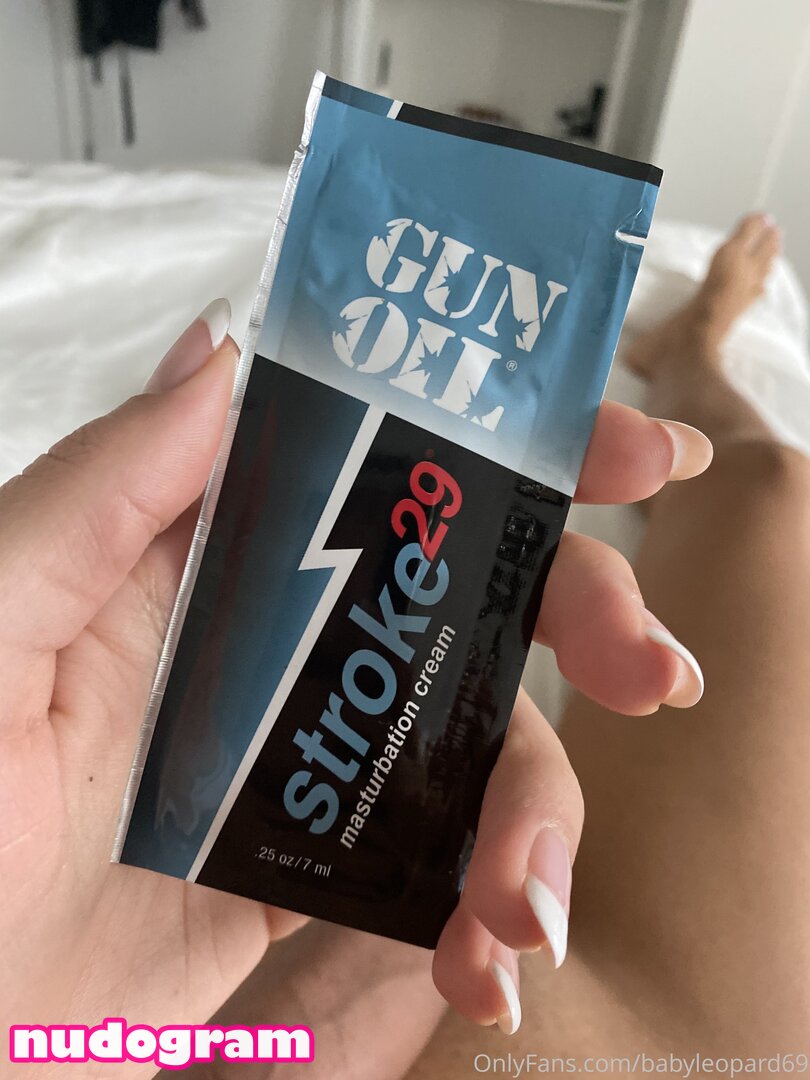 GUN
OIL®
stroke29
masturbation cream
.25 oz/7 ml
nudogram
OnlyFans.com/babyleopard69